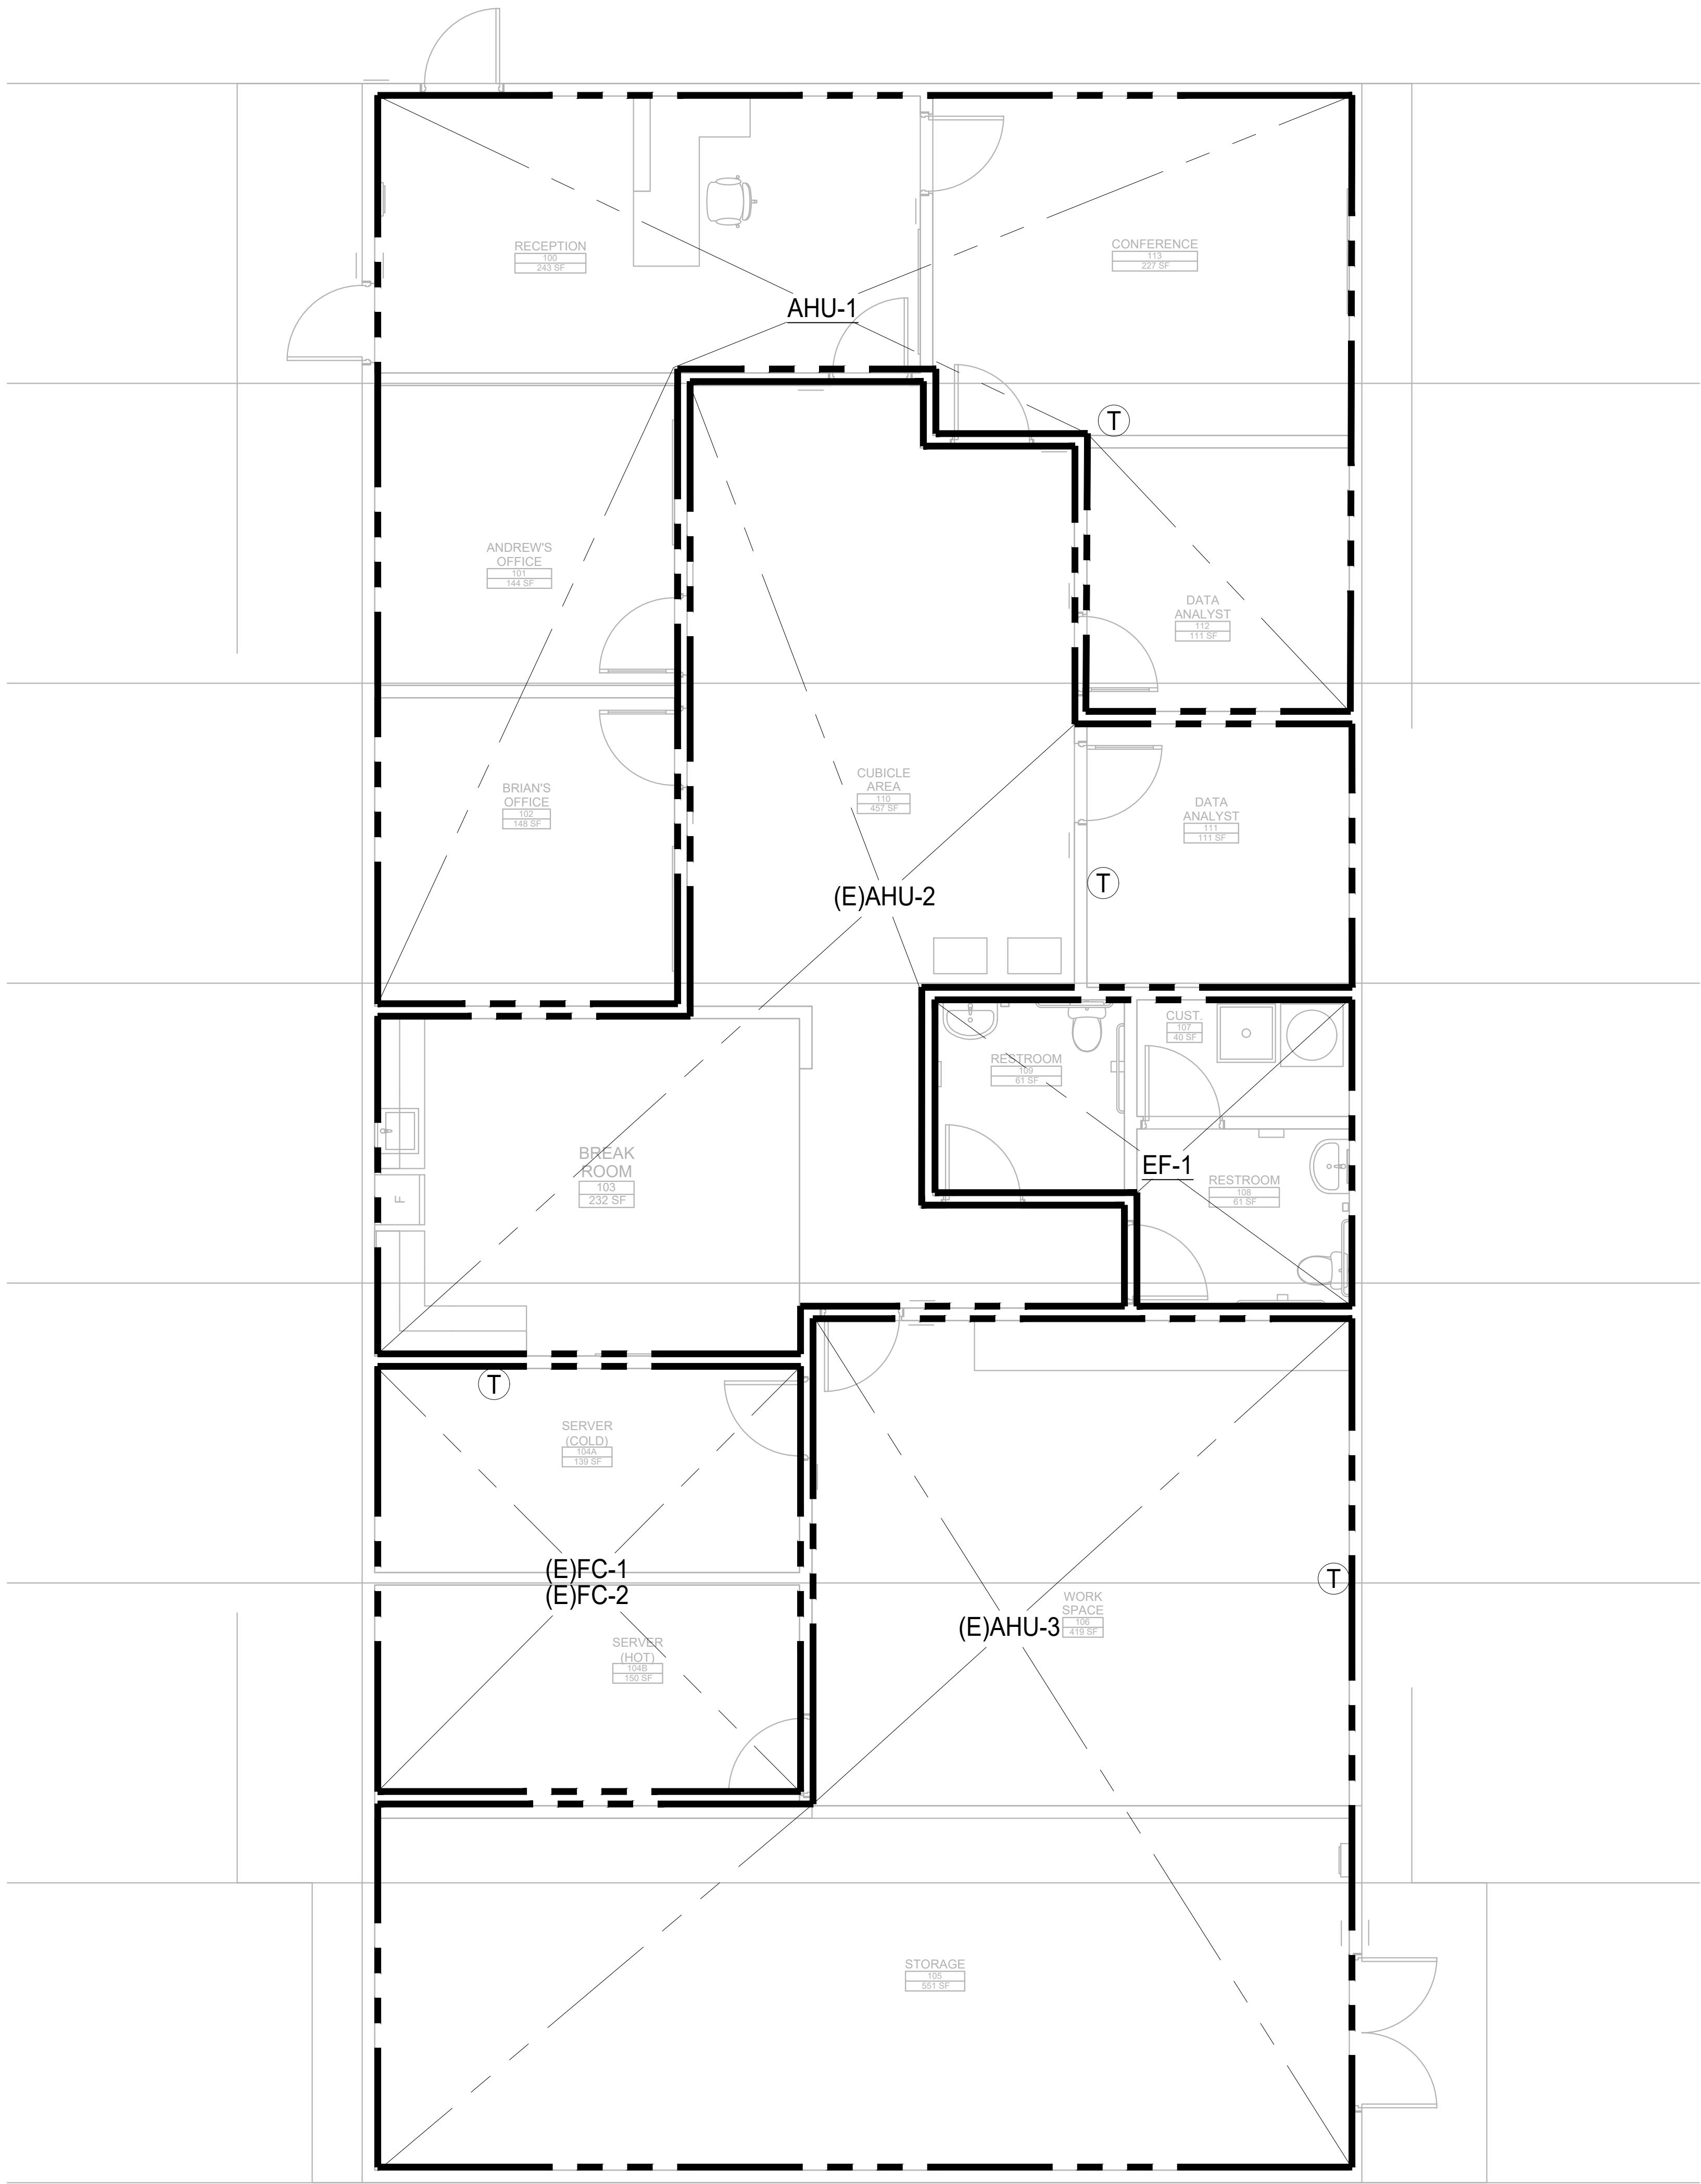 RECEPTION
100
243 SF
CONFERENCE
113
227 SF
AHU-1
T
ANDREW'S
OFFICE
101
144 SF
DATA
ANALYST
112
111 SF
BRIAN'S
OFFICE
102
148 SF
CUBICLE
AREA
110
457 SF
DATA
ANALYST
111
111 SF
T
(E)AHU-2
CUST.
107
40 SF
RESTROOM
109
61 SF
BREAK
ROOM
103
232 SF
F
EF-1
RESTROOM
108
61 SF
T
SERVER
(COLD)
104A
139 SF
(E)FC-1
(E)FC-2
T
WORK
SPACE
106
419 SF
(E)AHU-3
SERVER
(HOT)
104B
150 SF
STORAGE
105
551 SF